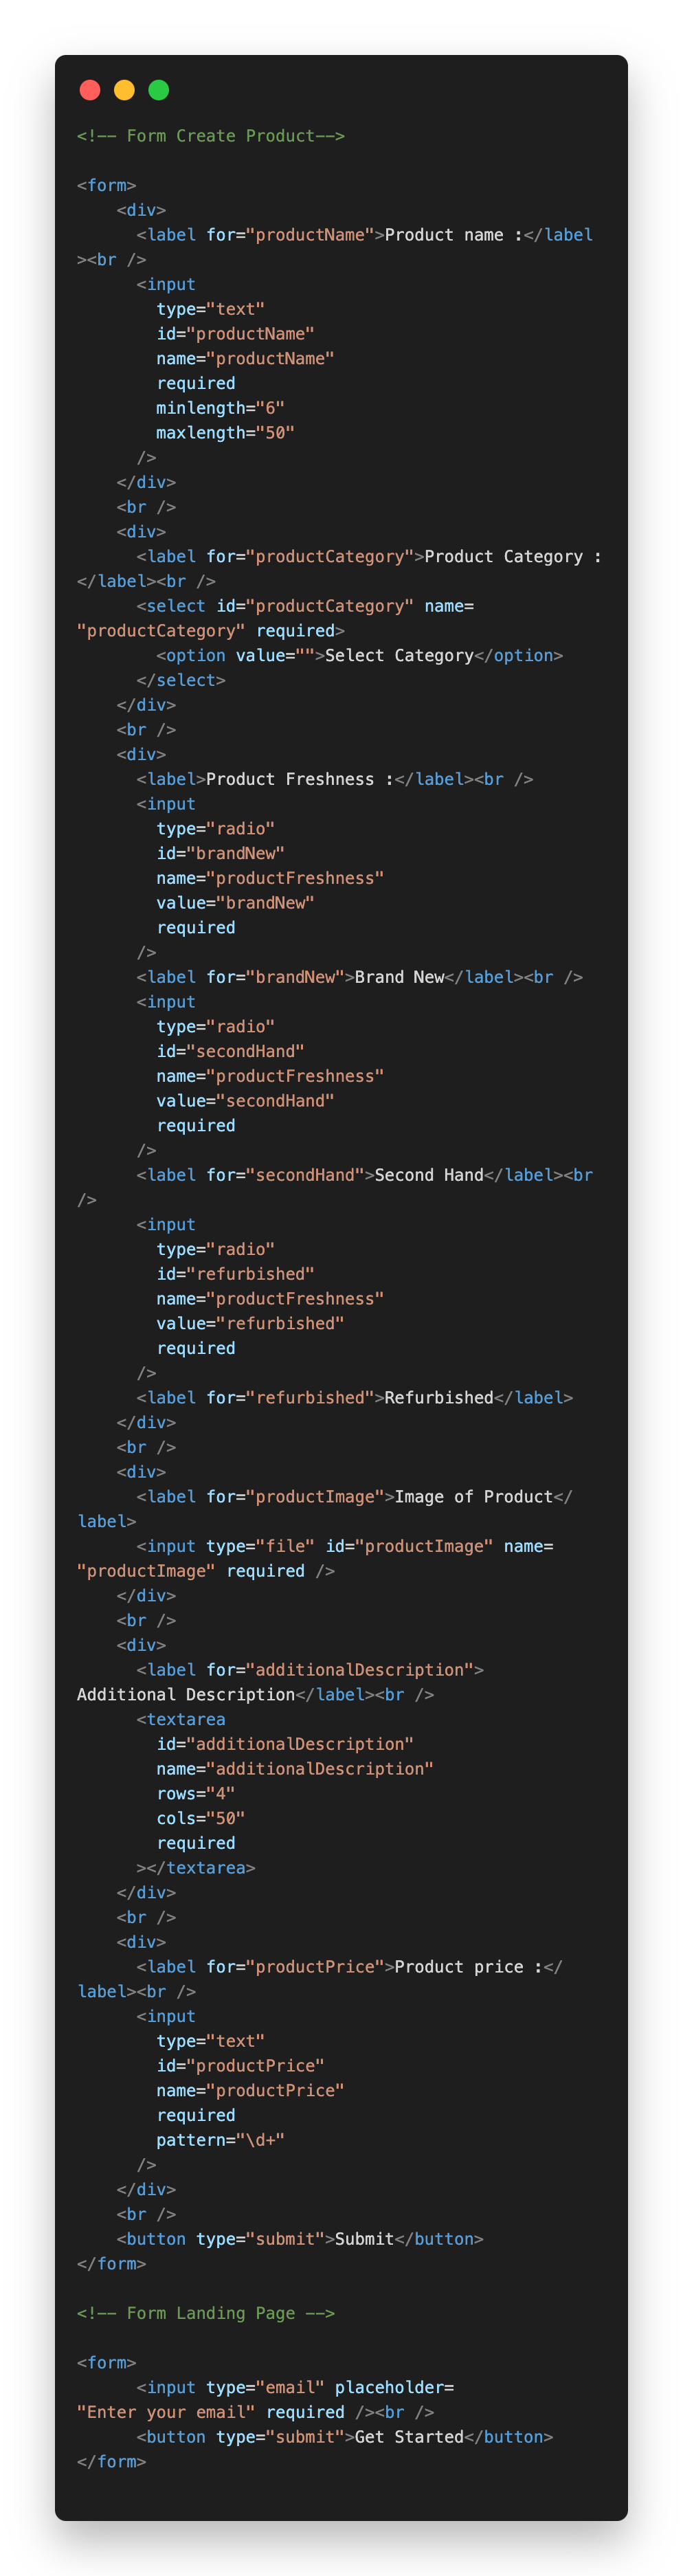 <!-- Form Create Product-->

<form>
    <div>
      <label for="productName">Product name :</label
><br />
      <input
        type="text"
        id="productName"
        name="productName"
        required
        minlength="6"
        maxlength="50"
      />
    </div>
    <br />
    <div>
      <label for="productCategory">Product Category :
</label><br />
      <select id="productCategory" name=
"productCategory" required>
        <option value="">Select Category</option>
      </select>
    </div>
    <br />
    <div>
      <label>Product Freshness :</label><br />
      <input
        type="radio"
        id="brandNew"
        name="productFreshness"
        value="brandNew"
        required
      />
      <label for="brandNew">Brand New</label><br />
      <input
        type="radio"
        id="secondHand"
        name="productFreshness"
        value="secondHand"
        required
      />
      <label for="secondHand">Second Hand</label><br
/>
      <input
        type="radio"
        id="refurbished"
        name="productFreshness"
        value="refurbished"
        required
      />
      <label for="refurbished">Refurbished</label>
    </div>
    <br />
    <div>
      <label for="productImage">Image of Product</
label>
      <input type="file" id="productImage" name=
"productImage" required />
    </div>
    <br />
    <div>
      <label for="additionalDescription">
Additional Description</label><br />
      <textarea
        id="additionalDescription"
        name="additionalDescription"
        rows="4"
        cols="50"
        required
      ></textarea>
    </div>
    <br />
    <div>
      <label for="productPrice">Product price :</
label><br />
      <input
        type="text"
        id="productPrice"
        name="productPrice"
        required
        pattern="\d+"
      />
    </div>
    <br />
    <button type="submit">Submit</button>
</form>

<!-- Form Landing Page -->

<form>
      <input type="email" placeholder=
"Enter your email" required /><br />
      <button type="submit">Get Started</button>
</form>